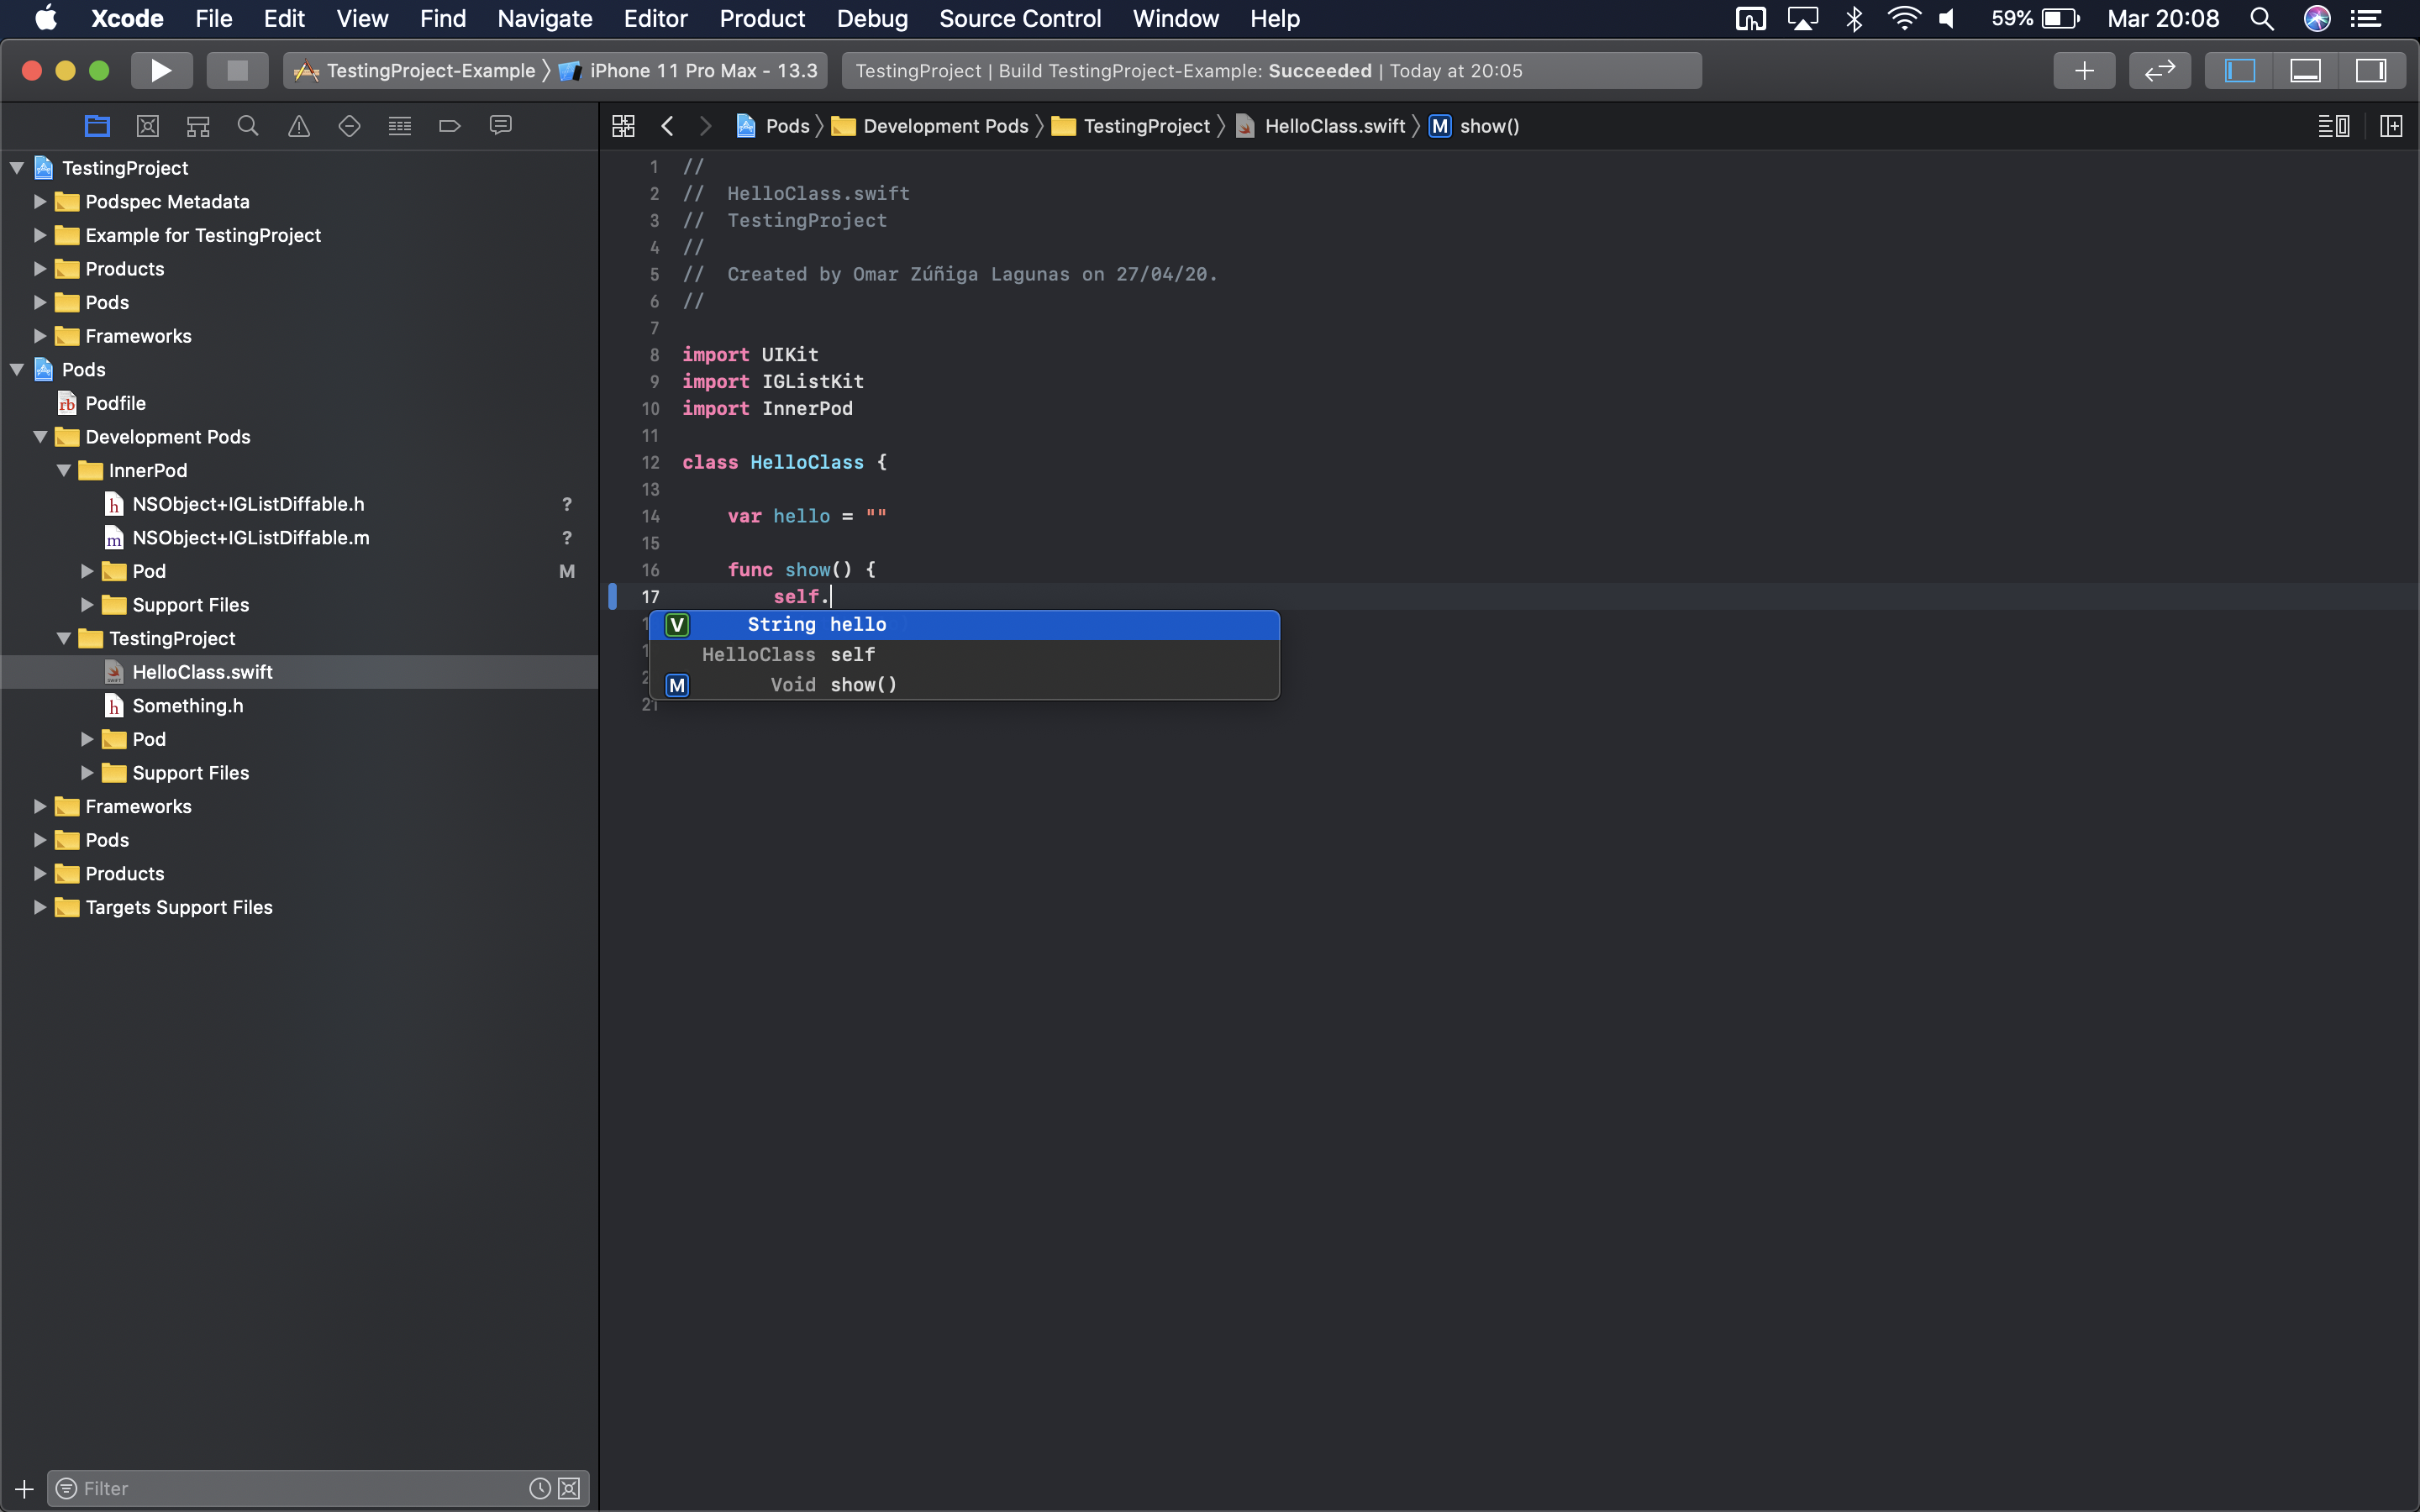 Xcode File Edit View Find Navigate Editor Product Debug Source Control Window Help 59% Mar 20:08
TestingProject-Example iPhone 11 Pro Max - 13.3 TestingProject | Build TestingProject-Example: Succeeded | Today at 20:05
Pods Development Pods TestingProject HelloClass.swift M show()
TestingProject
Podspec Metadata
Example for TestingProject
Products
Pods
Frameworks
Pods
rb Podfile
Development Pods
InnerPod
h NSObject+IGListDiffable.h ?
m NSObject+IGListDiffable.m ?
Pod M
Support Files
TestingProject
HelloClass.swift
h Something.h
Pod
Support Files
Frameworks
Pods
Products
Targets Support Files
Filter
1 //
2 // HelloClass.swift
3 // TestingProject
4 //
5 // Created by Omar Zúñiga Lagunas on 27/04/20.
6 //
7
8 import UIKit
9 import IGListKit
10 import InnerPod
11
12 class HelloClass {
13
14 var hello = ""
15
16 func show() {
17 self.
V String hello
HelloClass self
M Void show()
21